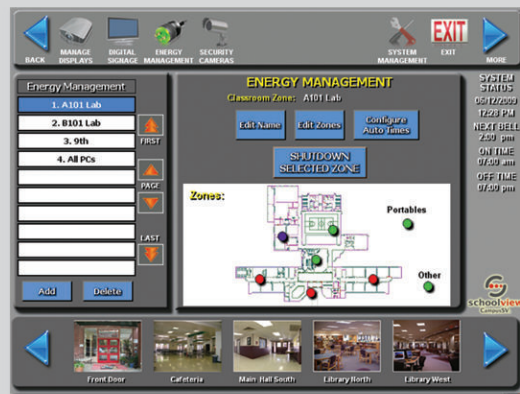 BACK
MANAGE
DISPLAYS
DIGITAL
SIGNAGE
ENERGY
MANAGEMENT
SECURITY
CAMERAS
SYSTEM
MANAGEMENT
EXIT
EXIT
MORE
Energy Management
1. A101 Lab
2. B101 Lab
3. 9th
4. All PCs
FIRST
PAGE
LAST
Add
Delete
ENERGY MANAGEMENT
Classroom Zone: A101 Lab
Edit Name
Edit Zones
Configure
Auto Times
SHUTDOWN
SELECTED ZONE
Zones:
Portables
Other
SYSTEM
STATUS
06/12/2009
12:28 PM
NEXT BELL
2:30 pm
ON TIME
07:00 am
OFF TIME
07:00 pm
schoolview
CampusSV
Front Door
Cafeteria
Main Hall South
Library North
Library West